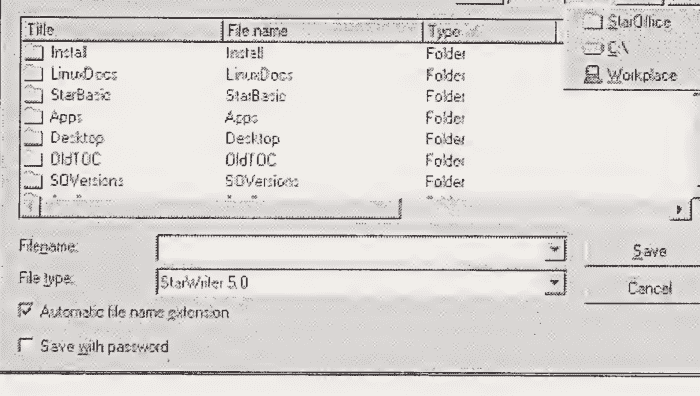 Title File name Type
StarOffice
C:\
Workplace
Install Install Folder
LinuxDocs LinuxDocs Folder
StarBasic StarBasic Folder
Apps Apps Folder
Desktop Desktop Folder
OldTOC OldTOC Folder
SOVersions SOVersions Folder
Filename:
Save
File type: StarWriter 5.0
Cancel
Automatic file name extension
Save with password